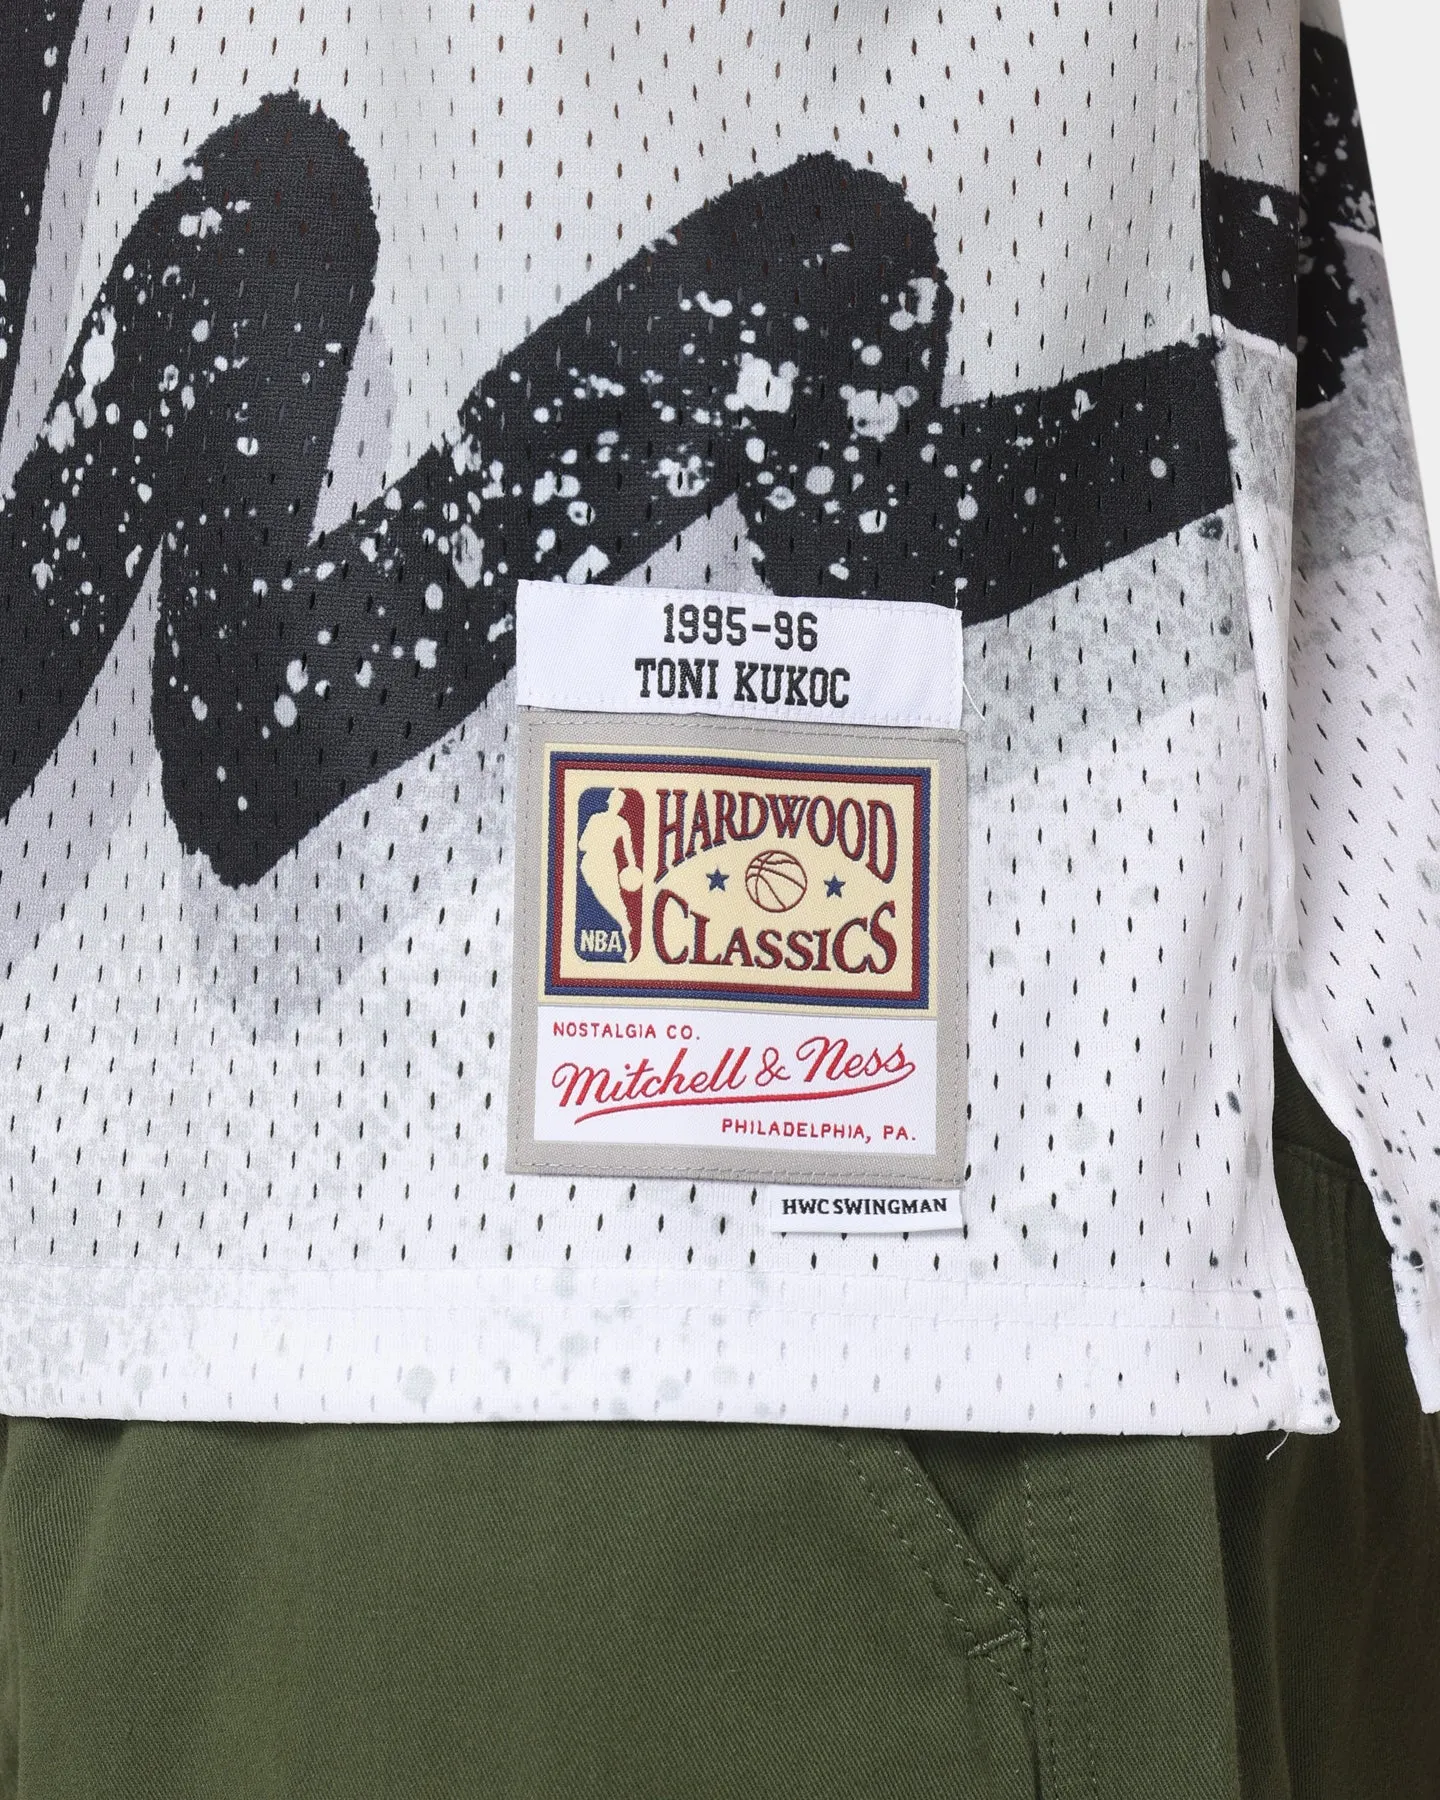 1995-96
TONI KUKOC
HARDWOOD
CLASSICS
NBA
NOSTALGIA CO.
Mitchell & Ness
PHILADELPHIA, PA.
HWC SWINGMAN